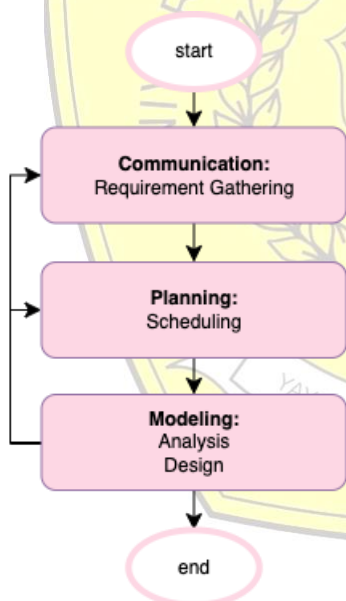 start
Communication:
Requirement Gathering
Planning:
Scheduling
Modeling:
Analysis
Design
end